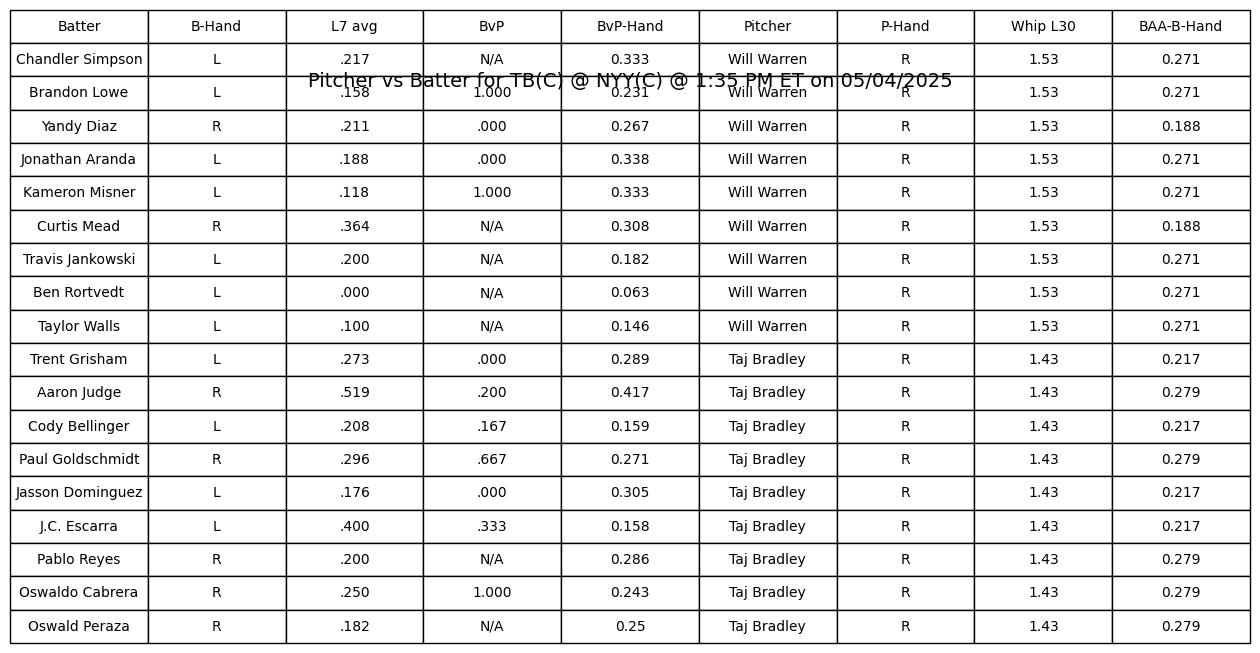 Batter B-Hand L7 avg BvP BvP-Hand Pitcher P-Hand Whip L30 BAA-B-Hand
Chandler Simpson L .217 N/A 0.333 Will Warren R 1.53 0.271
Pitcher vs Batter for TB(C) @ NYY(C) @ 1:35 PM ET on 05/04/2025
Brandon Lowe L .158 1.000 0.231 Will Warren R 1.53 0.271
Yandy Diaz R .211 .000 0.267 Will Warren R 1.53 0.188
Jonathan Aranda L .188 .000 0.338 Will Warren R 1.53 0.271
Kameron Misner L .118 1.000 0.333 Will Warren R 1.53 0.271
Curtis Mead R .364 N/A 0.308 Will Warren R 1.53 0.188
Travis Jankowski L .200 N/A 0.182 Will Warren R 1.53 0.271
Ben Rortvedt L .000 N/A 0.063 Will Warren R 1.53 0.271
Taylor Walls L .100 N/A 0.146 Will Warren R 1.53 0.271
Trent Grisham L .273 .000 0.289 Taj Bradley R 1.43 0.217
Aaron Judge R .519 .200 0.417 Taj Bradley R 1.43 0.279
Cody Bellinger L .208 .167 0.159 Taj Bradley R 1.43 0.217
Paul Goldschmidt R .296 .667 0.271 Taj Bradley R 1.43 0.279
Jasson Dominguez L .176 .000 0.305 Taj Bradley R 1.43 0.217
J.C. Escarra L .400 .333 0.158 Taj Bradley R 1.43 0.217
Pablo Reyes R .200 N/A 0.286 Taj Bradley R 1.43 0.279
Oswaldo Cabrera R .250 1.000 0.243 Taj Bradley R 1.43 0.279
Oswald Peraza R .182 N/A 0.25 Taj Bradley R 1.43 0.279